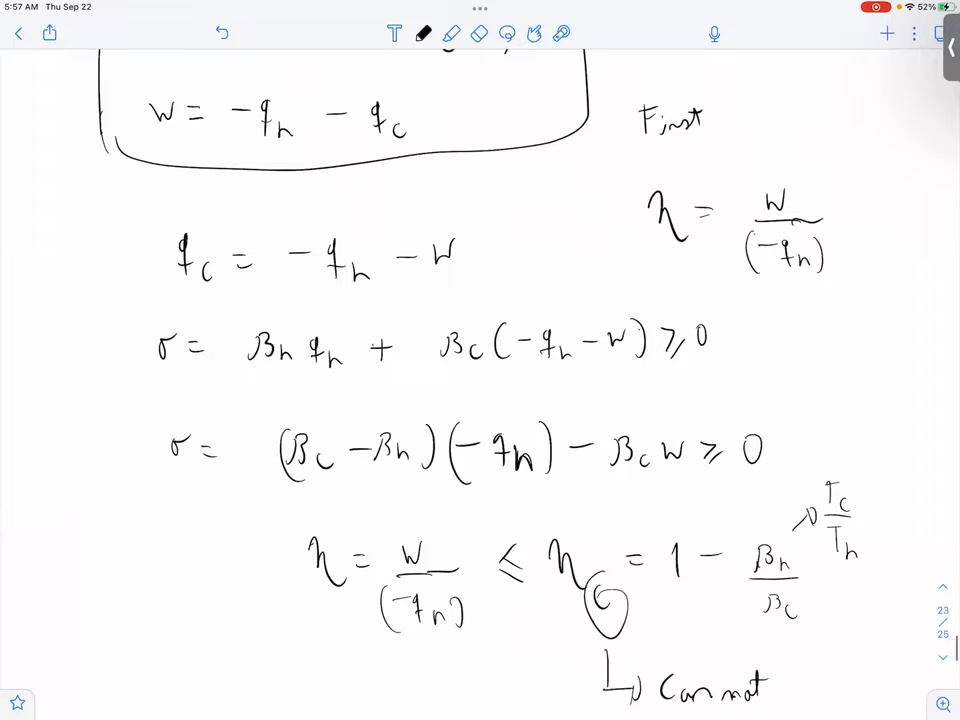 5:57 AM Thu Sep 22
52%
w = -q_h - q_c
First
η = w / (-q_h)
q_c = -q_h - w
σ = β_h q_h + β_c (-q_h - w) ≥ 0
σ = (β_c - β_h)(-q_h) - β_c w ≥ 0
η = w / (-q_h) ≤ η_c = 1 - β_h / β_c → T_c / T_h
↳ Cannot
23 / 25